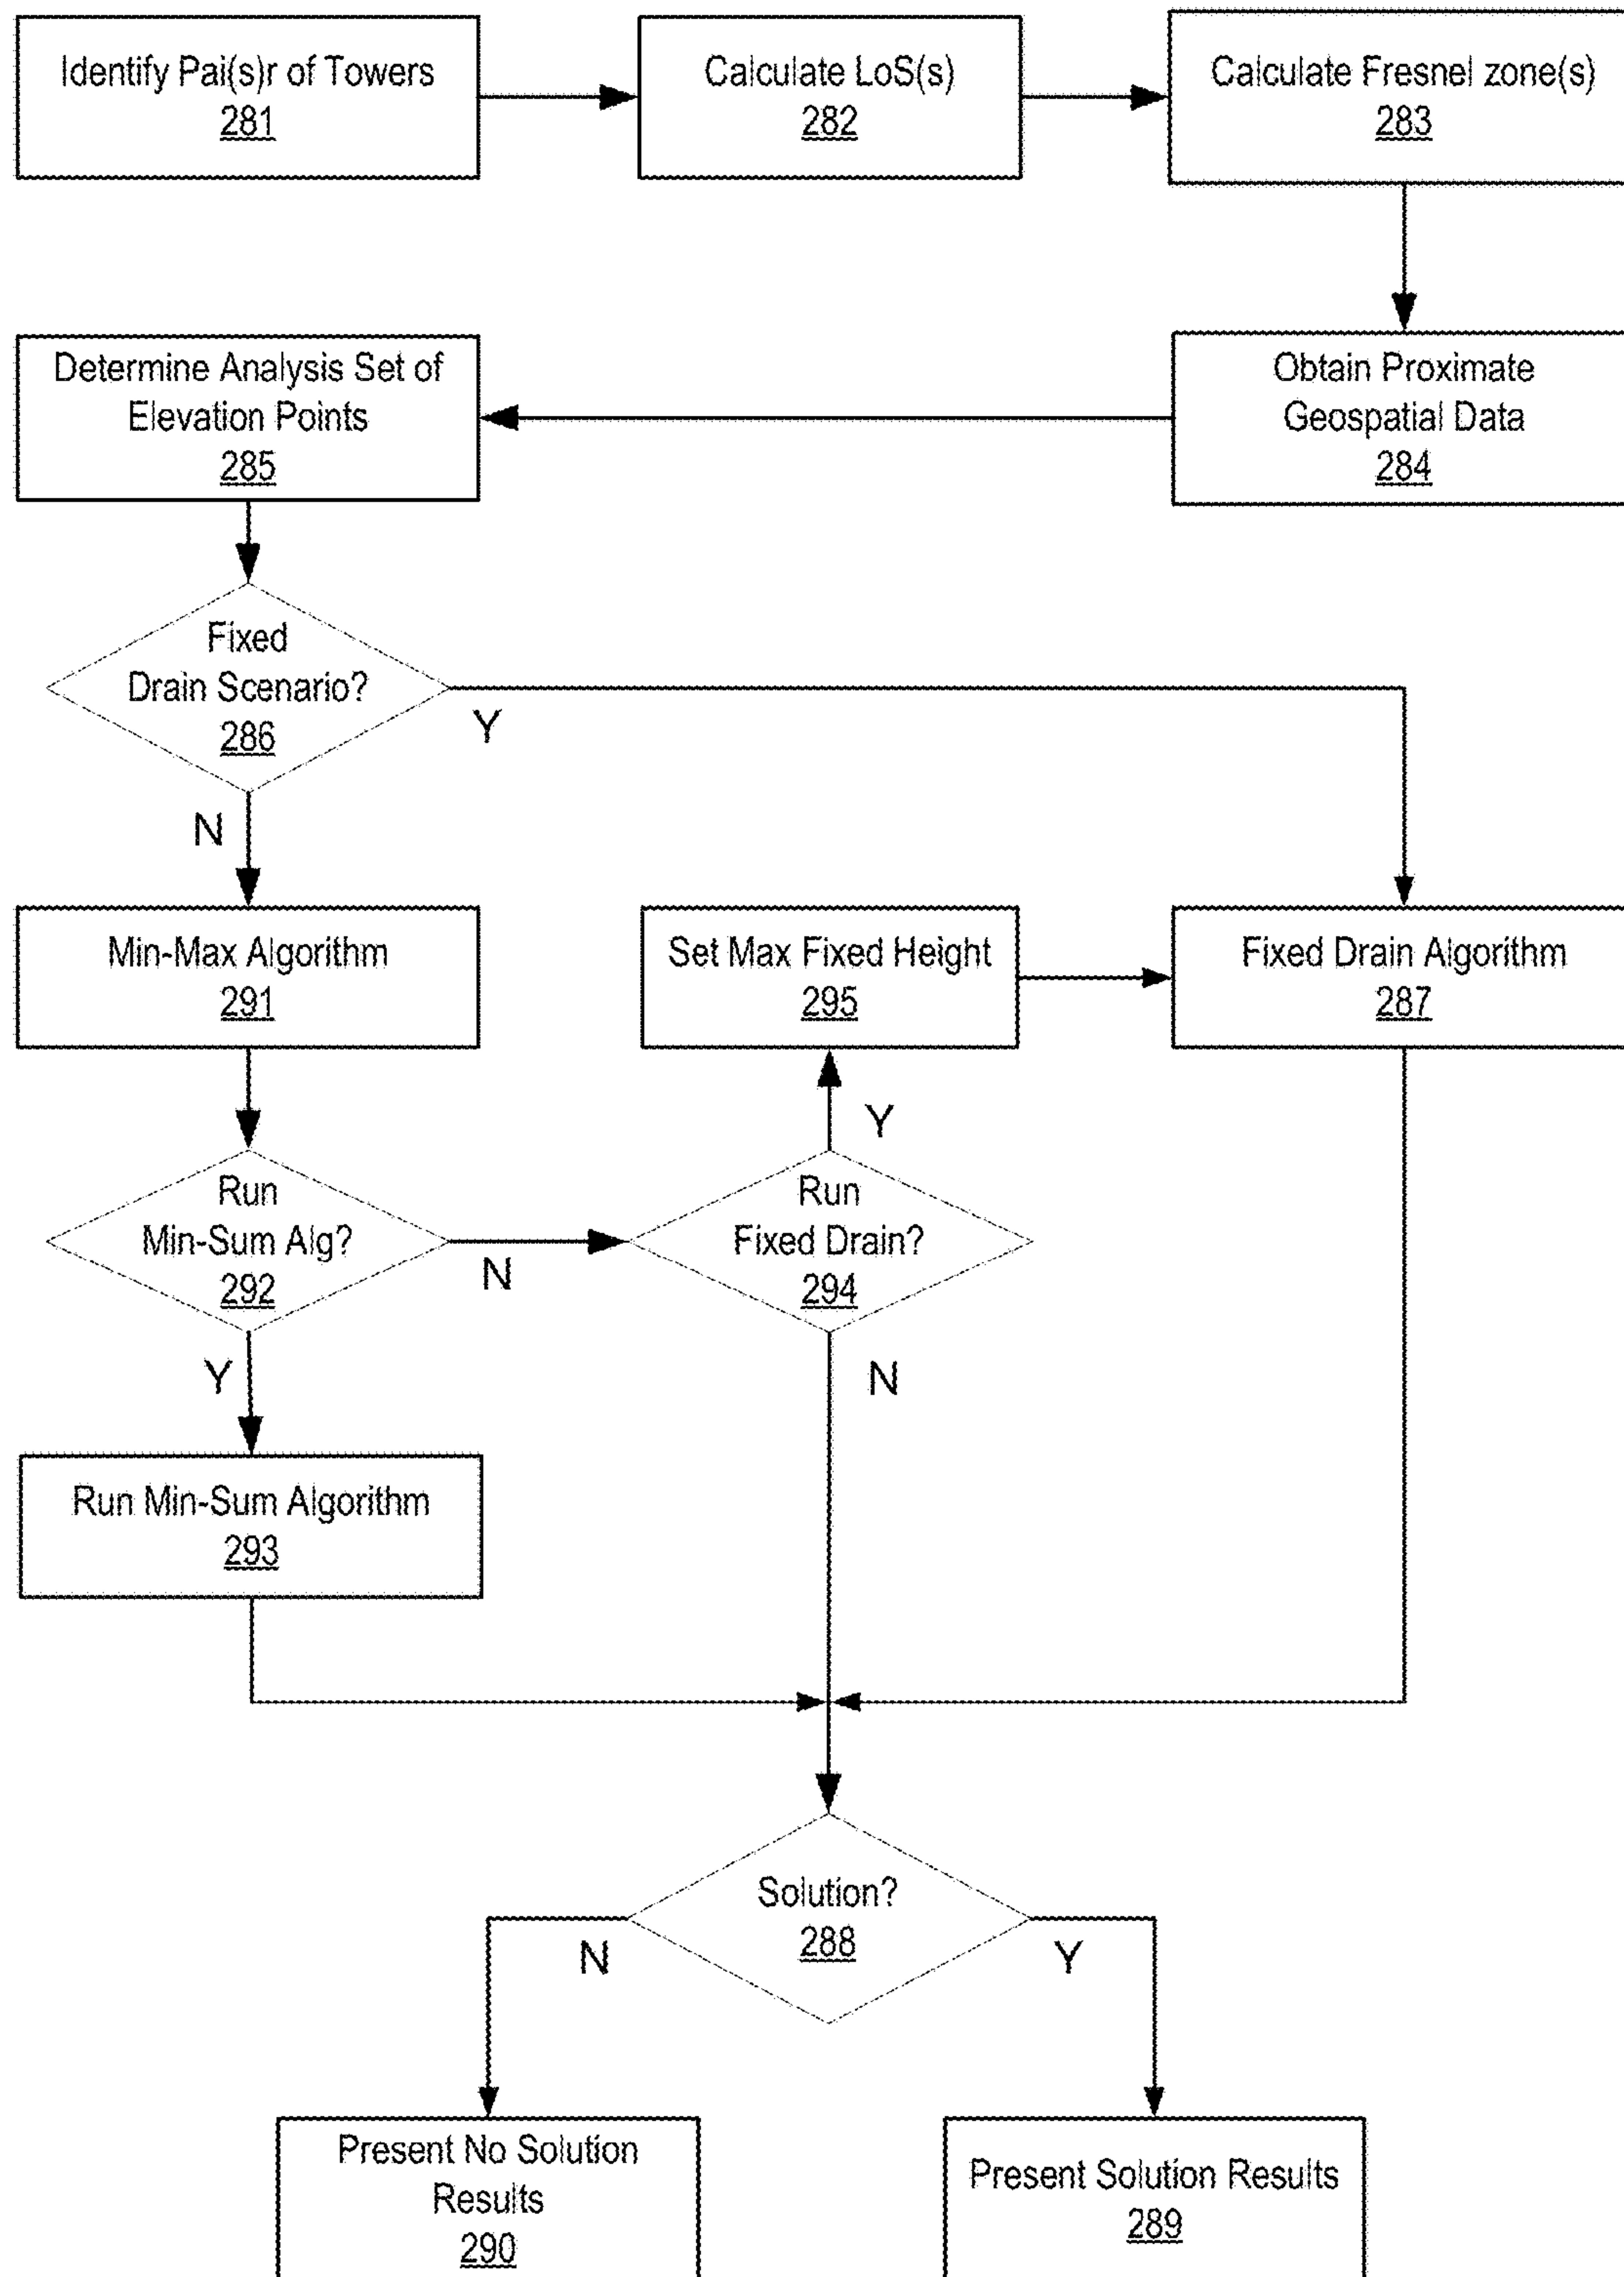 Identify Pai(s)r of Towers
281
Calculate LoS(s)
282
Calculate Fresnel zone(s)
283
Determine Analysis Set of
Elevation Points
285
Obtain Proximate
Geospatial Data
284
Fixed
Drain Scenario?
286
Y
N
Min-Max Algorithm
291
Set Max Fixed Height
295
Fixed Drain Algorithm
287
Y
Run
Min-Sum Alg?
292
N
Run
Fixed Drain?
294
Y
N
Run Min-Sum Algorithm
293
Solution?
288
N
Y
Present No Solution
Results
290
Present Solution Results
289